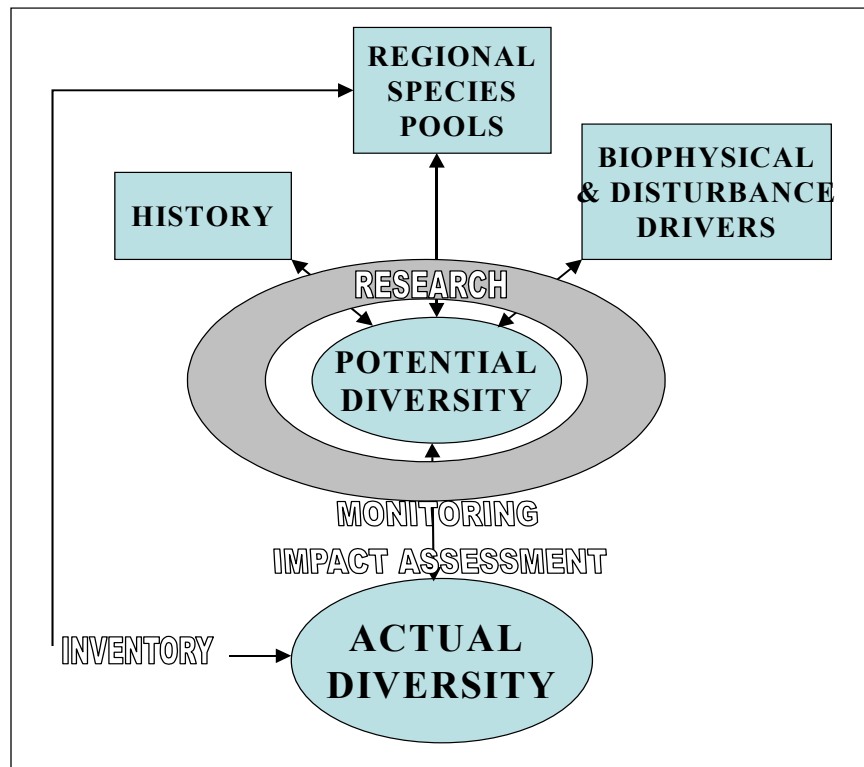 REGIONAL
SPECIES
POOLS
BIOPHYSICAL
& DISTURBANCE
DRIVERS
HISTORY
RESEARCH
POTENTIAL
DIVERSITY
MONITORING
IMPACT ASSESSMENT
INVENTORY
ACTUAL
DIVERSITY